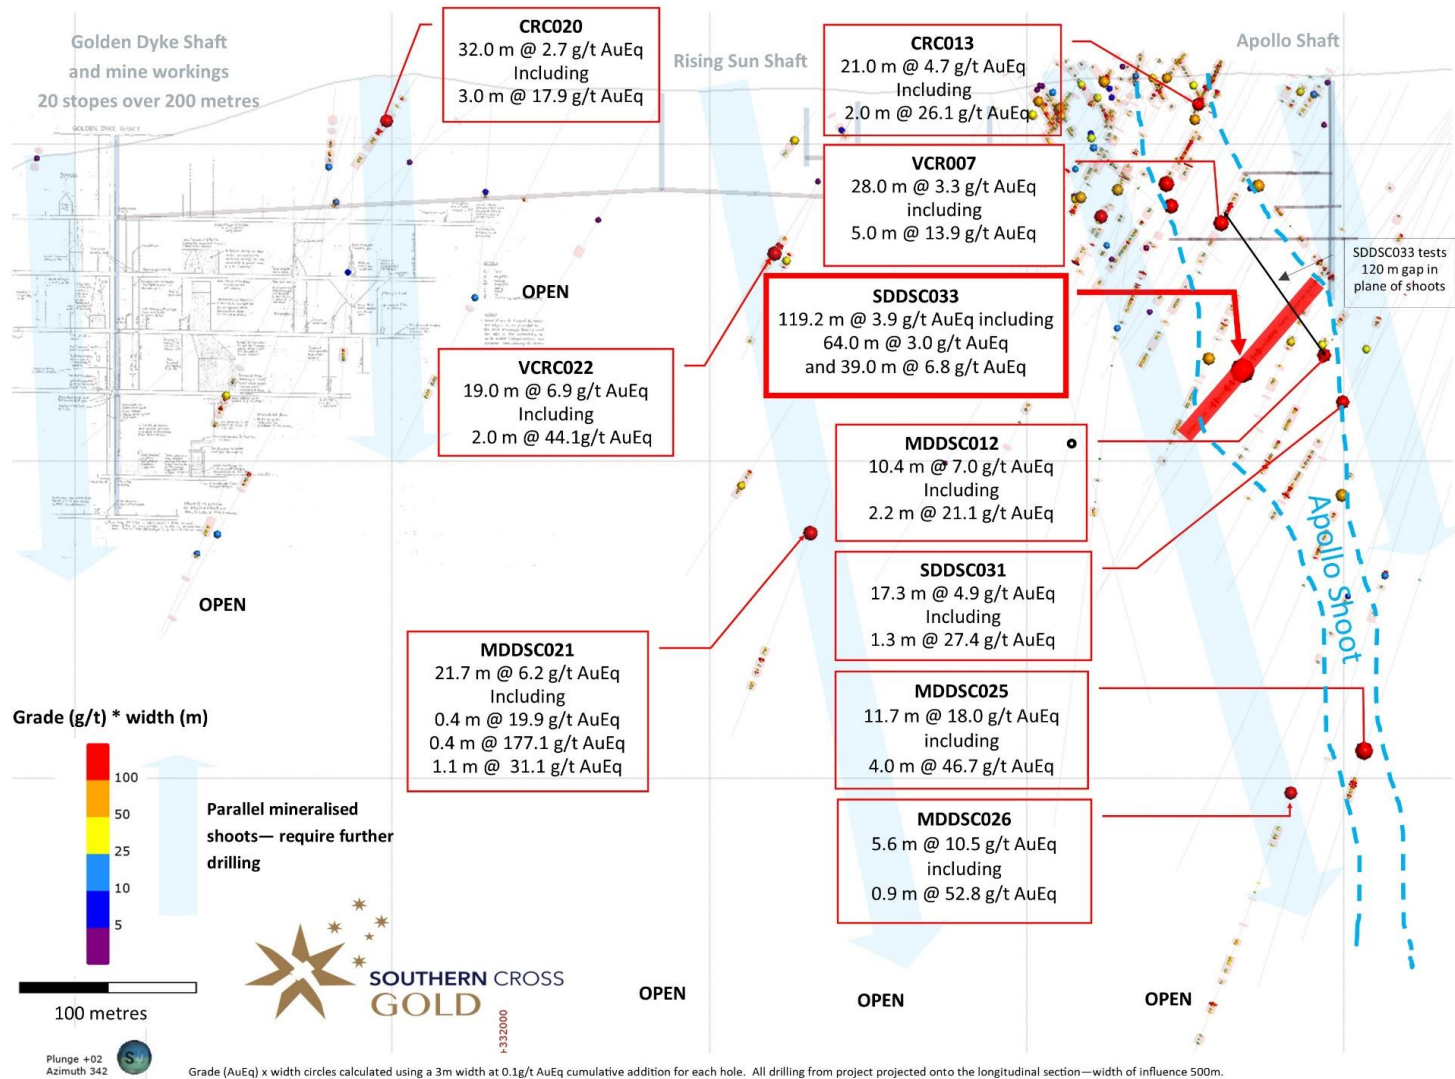 Golden Dyke Shaft
and mine workings
20 stopes over 200 metres
GOLDEN DYKE SHAFT
CRC020
32.0 m @ 2.7 g/t AuEq
Including
3.0 m @ 17.9 g/t AuEq
Rising Sun Shaft
CRC013
21.0 m @ 4.7 g/t AuEq
Including
2.0 m @ 26.1 g/t AuEq
Apollo Shaft
VCR007
28.0 m @ 3.3 g/t AuEq
including
5.0 m @ 13.9 g/t AuEq
SDDSC033 tests
120 m gap in
plane of shoots
OPEN
SDDSC033
119.2 m @ 3.9 g/t AuEq including
64.0 m @ 3.0 g/t AuEq
and 39.0 m @ 6.8 g/t AuEq
VCRC022
19.0 m @ 6.9 g/t AuEq
Including
2.0 m @ 44.1g/t AuEq
MDDSC012
10.4 m @ 7.0 g/t AuEq
Including
2.2 m @ 21.1 g/t AuEq
Apollo Shoot
SDDSC031
17.3 m @ 4.9 g/t AuEq
Including
1.3 m @ 27.4 g/t AuEq
OPEN
MDDSC021
21.7 m @ 6.2 g/t AuEq
Including
0.4 m @ 19.9 g/t AuEq
0.4 m @ 177.1 g/t AuEq
1.1 m @ 31.1 g/t AuEq
MDDSC025
11.7 m @ 18.0 g/t AuEq
including
4.0 m @ 46.7 g/t AuEq
MDDSC026
5.6 m @ 10.5 g/t AuEq
including
0.9 m @ 52.8 g/t AuEq
Grade (g/t) * width (m)
100
50
25
10
5
Parallel mineralised
shoots— require further
drilling
100 metres
SOUTHERN CROSS
GOLD
+332000
OPEN
OPEN
OPEN
Plunge +02
Azimuth 342
S
Grade (AuEq) x width circles calculated using a 3m width at 0.1g/t AuEq cumulative addition for each hole. All drilling from project projected onto the longitudinal section—width of influence 500m.